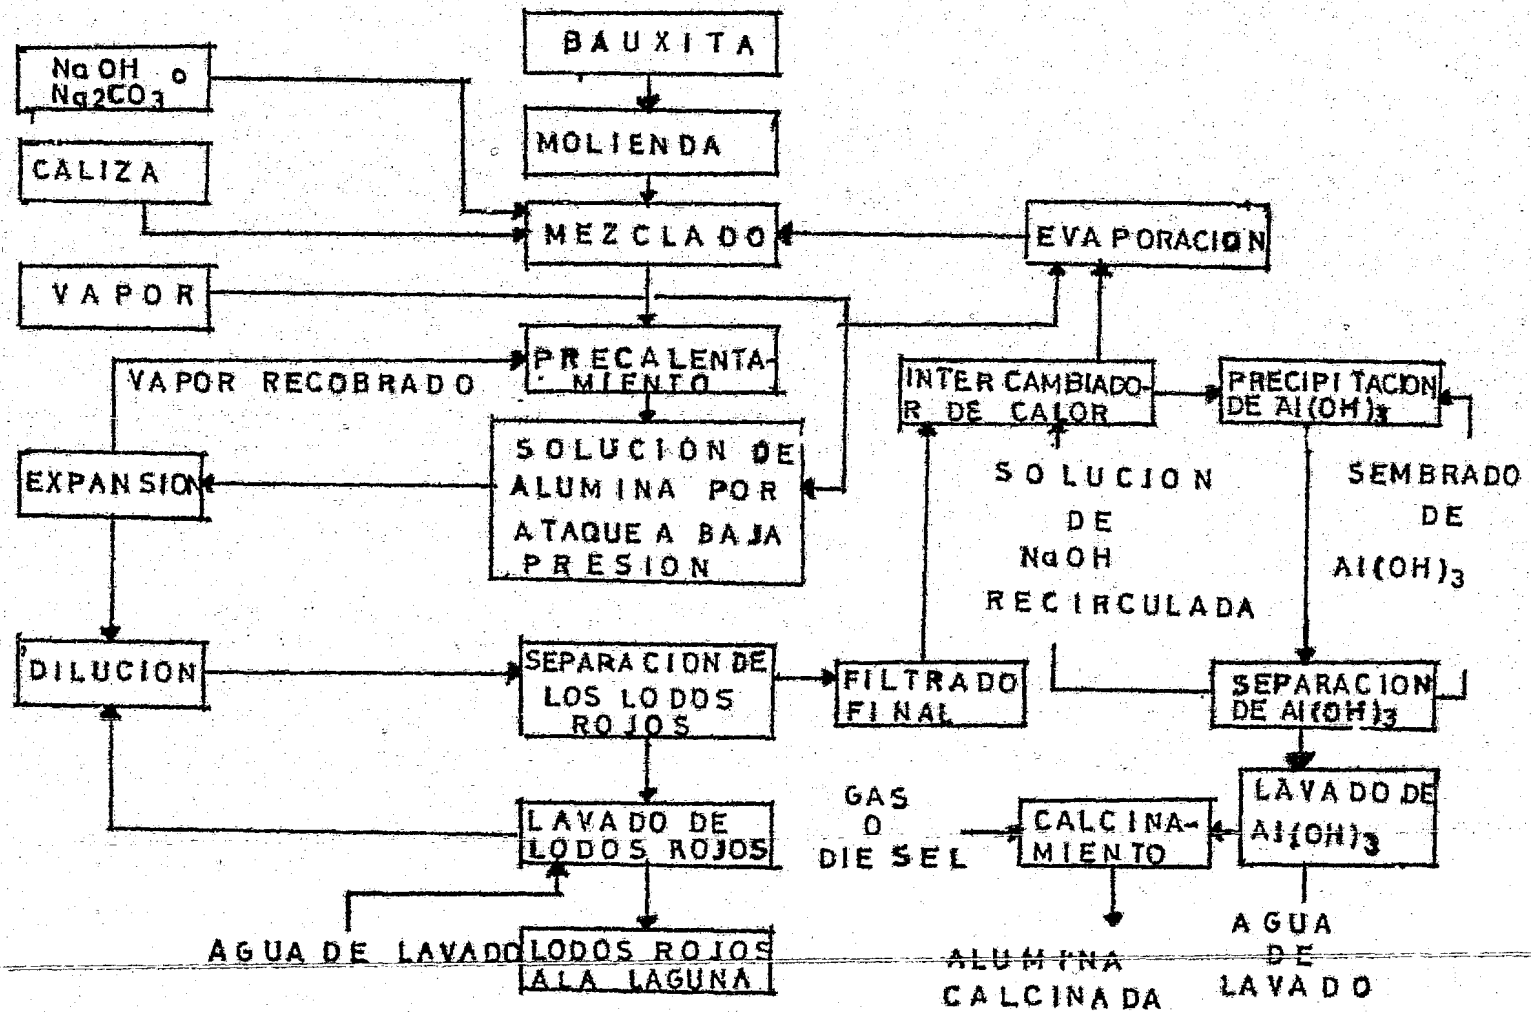 BAUXITA
NaOH o
Na2CO3
MOLIENDA
CALIZA
MEZCLADO
EVAPORACION
VAPOR
PRECALENTA-
MIENTO
VAPOR RECOBRADO
INTERCAMBIADO-
R DE CALOR
PRECIPITACION
DE Al(OH)3
SOLUCION DE
ALUMINA POR
ATAQUE A BAJA
PRESION
EXPANSION
SOLUCION
DE
NaOH
RECIRCULADA
SEMBRADO
DE
Al(OH)3
DILUCION
SEPARACION DE
LOS LODOS
ROJOS
FILTRADO
FINAL
SEPARACION
DE Al(OH)3
LAVADO DE
LODOS ROJOS
GAS
O
DIESEL
CALCINA-
MIENTO
LAVADO DE
Al(OH)3
AGUA DE LAVADO
LODOS ROJOS
A LA LAGUNA
ALUMINA
CALCINADA
AGUA
DE
LAVADO